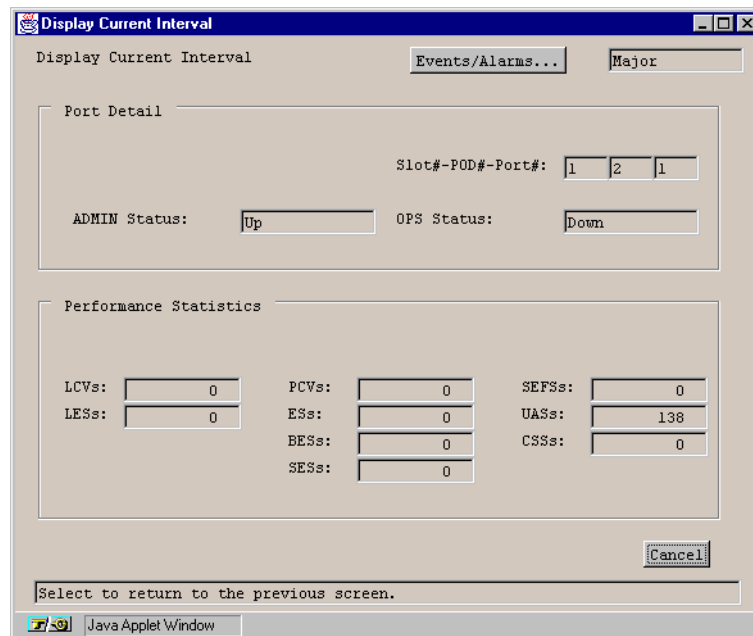 Display Current Interval
Display Current Interval Events/Alarms... Major
Port Detail
Slot#-POD#-Port#: 1 2 1
ADMIN Status: Up OPS Status: Down
Performance Statistics
LCVs: 0 PCVs: 0 SEFSs: 0
LESs: 0 ESs: 0 UASs: 138
BESs: 0 CSSs: 0
SESs: 0
Cancel
Select to return to the previous screen.
Java Applet Window